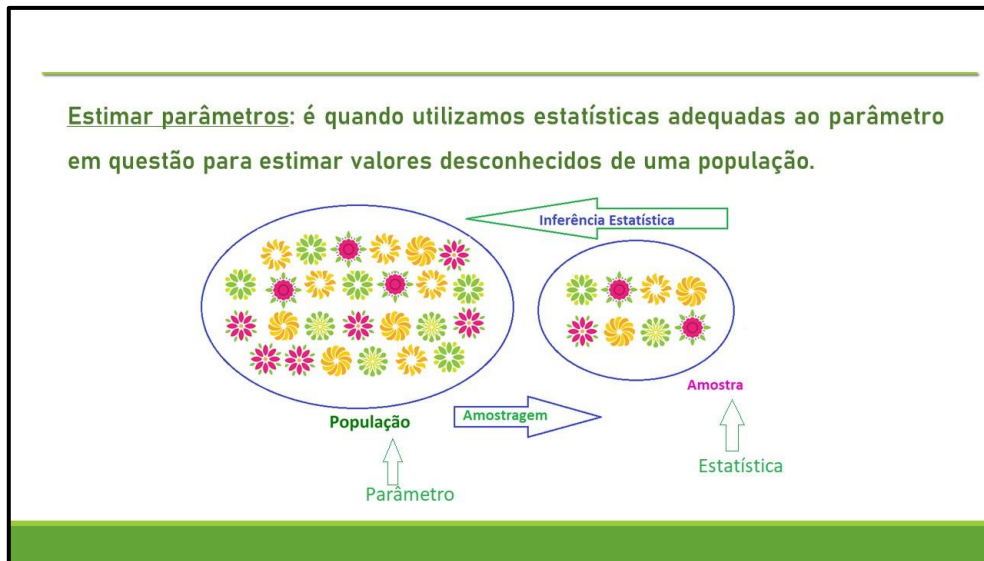 Estimar parâmetros: é quando utilizamos estatísticas adequadas ao parâmetro
em questão para estimar valores desconhecidos de uma população.
Inferência Estatística
Amostra
População
Amostragem
Estatística
Parâmetro